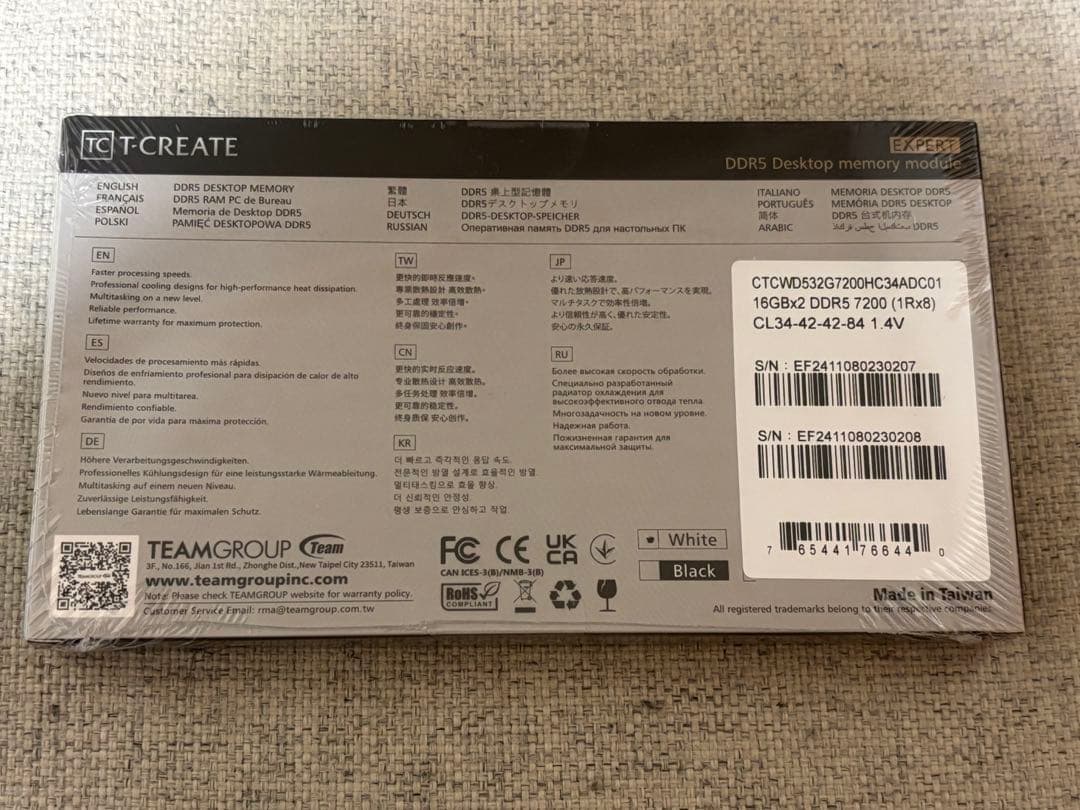 TC T-CREATE
EXPERT
DDR5 Desktop memory module
ENGLISH DDR5 DESKTOP MEMORY
FRANÇAIS DDR5 RAM PC de Bureau
ESPAÑOL Memoria de Desktop DDR5
POLSKI PAMIĘĆ DESKTOPOWA DDR5
繁體 DDR5 桌上型記憶體
日本 DDR5デスクトップメモリ
DEUTSCH DDR5-DESKTOP-SPEICHER
RUSSIAN Оперативная память DDR5 для настольных ПК
ITALIANO MEMORIA DESKTOP DDR5
PORTUGUÊS MEMÓRIA DDR5 DESKTOP
简体 DDR5 台式机内存
ARABIC DDR5
EN
Faster processing speeds.
Professional cooling designs for high-performance heat dissipation.
Multitasking on a new level.
Reliable performance.
Lifetime warranty for maximum protection.
ES
Velocidades de procesamiento más rápidas.
Diseños de enfriamiento profesional para disipación de calor de alto
rendimiento.
Nuevo nivel para multitarea.
Rendimiento confiable.
Garantía de por vida para máxima protección.
DE
Höhere Verarbeitungsgeschwindigkeiten.
Professionelles Kühlungsdesign für eine leistungsstarke Wärmeableitung.
Multitasking auf einem neuen Niveau.
Zuverlässige Leistungsfähigkeit.
Lebenslange Garantie für maximalen Schutz.
TW
更快的即時反應速度。
專業散熱設計 高效散熱。
多工處理 效率倍增。
更可靠的穩定性。
終身保固安心創作。
CN
更快的实时反应速度。
专业散热设计 高效散热。
多任务处理 效率倍增。
更可靠的稳定性。
终身质保 安心创作。
KR
더 빠르고 즉각적인 응답 속도.
전문적인 방열 설계로 효율적인 방열.
멀티태스킹으로 효율 향상.
더 신뢰적인 안정성.
평생 보증으로 안심하고 작업.
JP
より速い応答速度。
優れた放熱設計で、高パフォーマンスを実現。
マルチタスクで効率性倍増。
より信頼性が高く、優れた安定性。
安心の永久保証。
RU
Более высокая скорость обработки.
Специально разработанный
радиатор охлаждения для
высокоэффективного отвода тепла.
Многозадачность на новом уровне.
Надежная работа.
Пожизненная гарантия для
максимальной защиты.
CTCWD532G7200HC34ADC01
16GBx2 DDR5 7200 (1Rx8)
CL34-42-42-84 1.4V
S/N : EF2411080230207
S/N : EF2411080230208
7 65441 76644 0
TEAMGROUP Team
3F., No.166, Jian 1st Rd., Zhonghe Dist.,New Taipei City 23511, Taiwan
www.teamgroupinc.com
Note: Please check TEAMGROUP website for warranty policy.
Customer Service Email: rma@teamgroup.com.tw
FC CE UK CA
CAN ICES-3(B)/NMB-3(B)
RoHS COMPLIANT
White
Black
Made in Taiwan
All registered trademarks belong to their respective companies